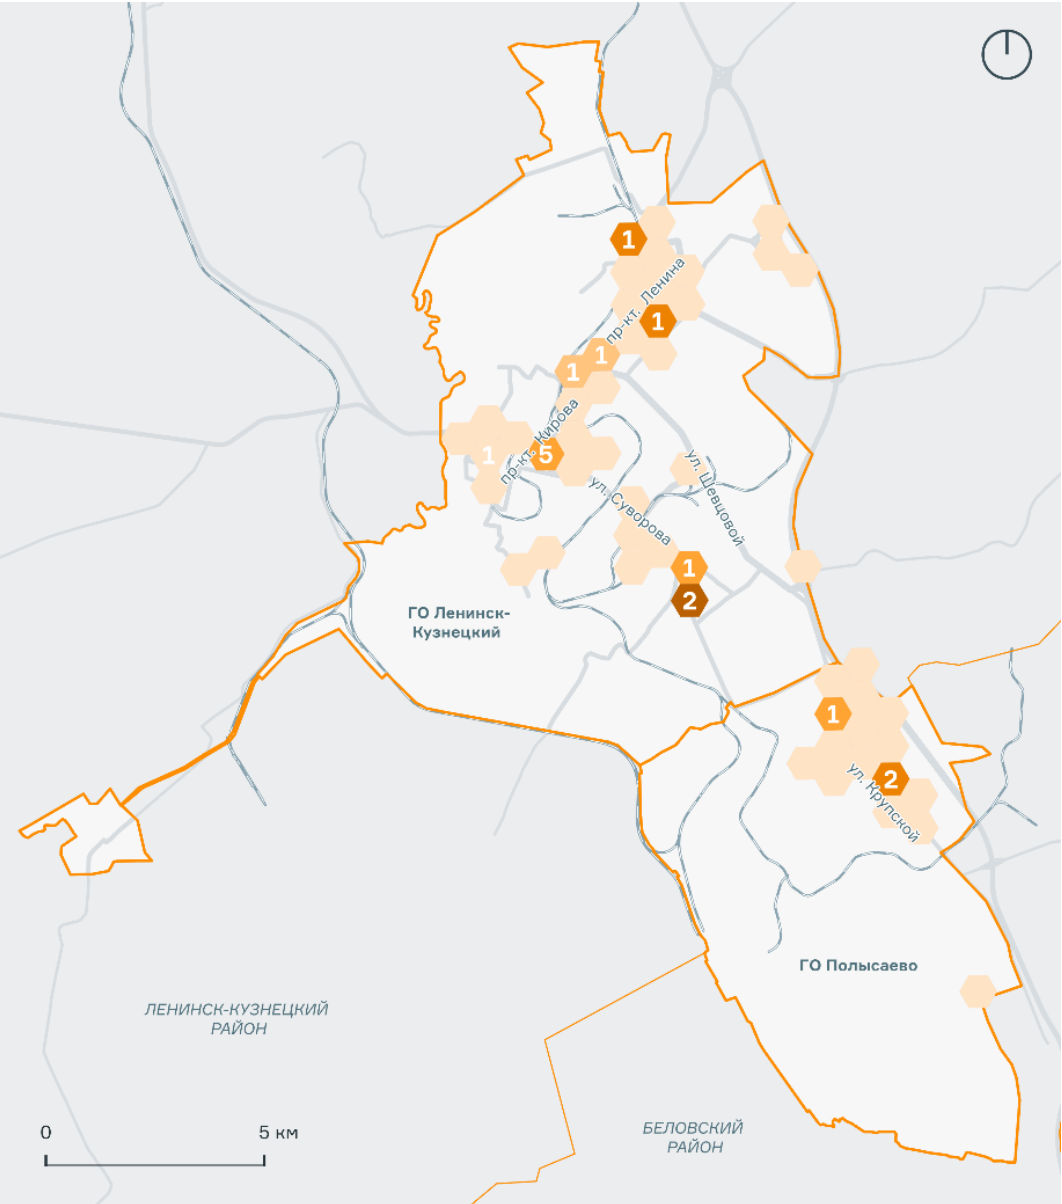 1
пр-кт. Ленина
1
1
1
пр-кт. Кирова
1
5
ул. Шевцовой
ул. Суворова
1
2
ГО Ленинск-
Кузнецкий
1
2
ул. Крупской
ГО Полысаево
ЛЕНИНСК-КУЗНЕЦКИЙ
РАЙОН
БЕЛОВСКИЙ
РАЙОН
0
5 км